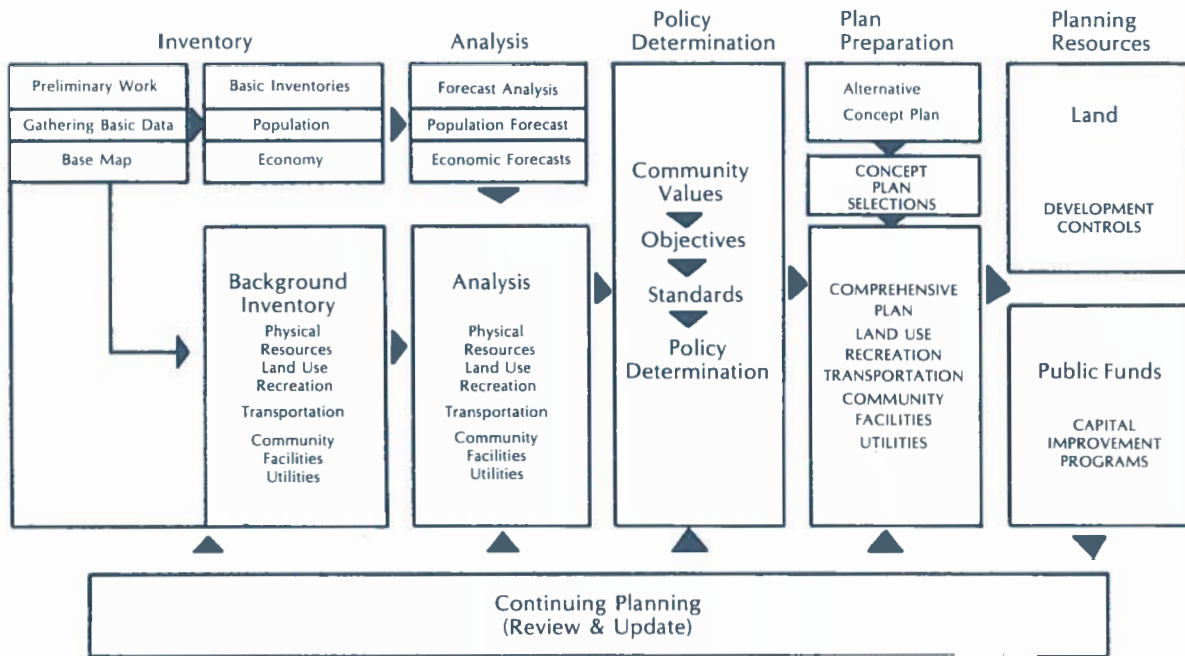 Inventory
Analysis
Policy
Determination
Plan
Preparation
Planning
Resources
Preliminary Work
Gathering Basic Data
Base Map
Basic Inventories
Population
Economy
Forecast Analysis
Population Forecast
Economic Forecasts
Background
Inventory
Physical
Resources
Land Use
Recreation
Transportation
Community
Facilities
Utilities
Analysis
Physical
Resources
Land Use
Recreation
Transportation
Community
Facilities
Utilities
Community
Values
Objectives
Standards
Policy
Determination
Alternative
Concept Plan
CONCEPT
PLAN
SELECTIONS
COMPREHENSIVE
PLAN
LAND USE
RECREATION
TRANSPORTATION
COMMUNITY
FACILITIES
UTILITIES
Land
DEVELOPMENT
CONTROLS
Public Funds
CAPITAL
IMPROVEMENT
PROGRAMS
Continuing Planning
(Review & Update)